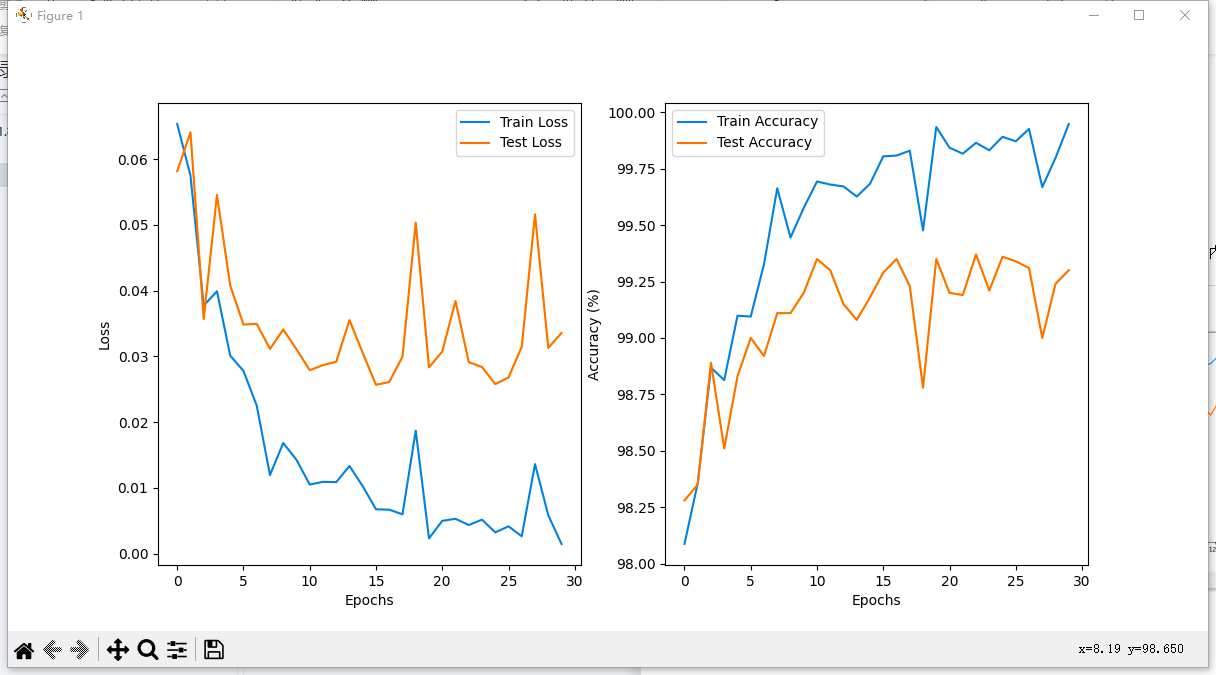 Figure 1
Train Loss
Test Loss
0.06
0.05
0.04
0.03
0.02
0.01
0.00
Loss
0 5 10 15 20 25 30
Epochs
Train Accuracy
Test Accuracy
100.00
99.75
99.50
99.25
99.00
98.75
98.50
98.25
98.00
Accuracy (%)
0 5 10 15 20 25 30
Epochs
x=8.19 y=98.650